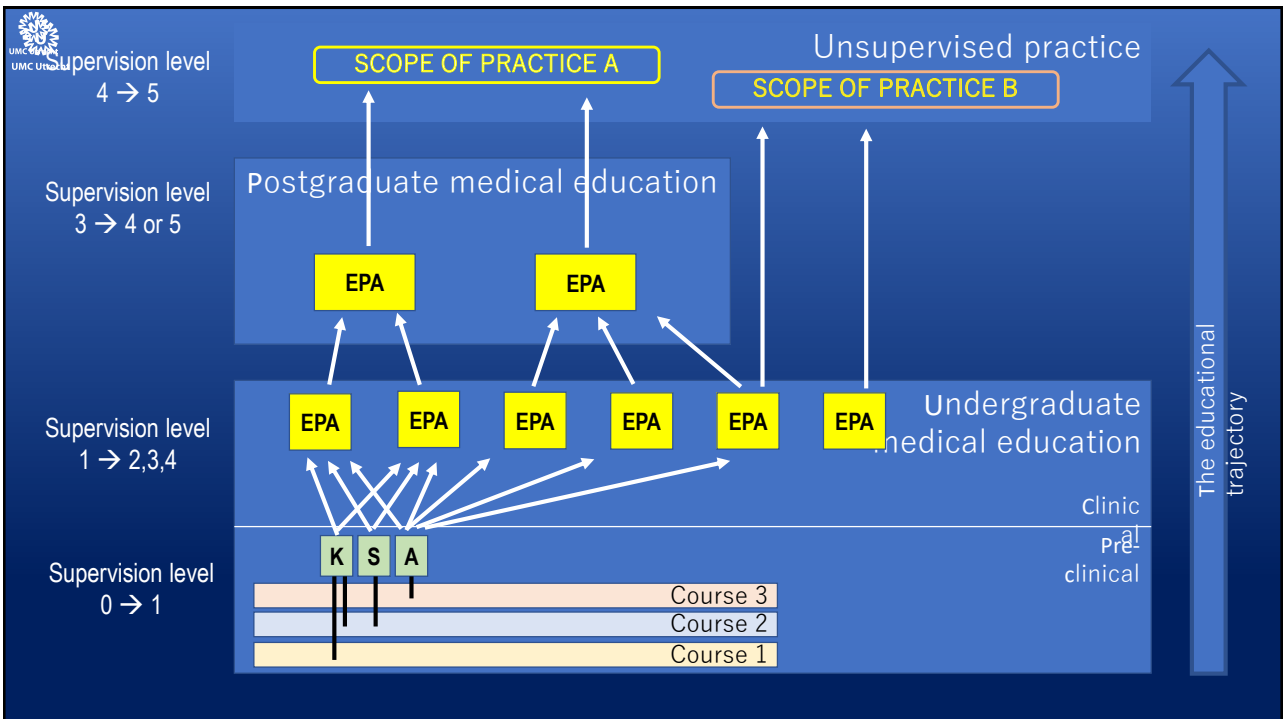 UMC Utrecht
UMC Utrecht
Supervision level
4 → 5
Unsupervised practice
SCOPE OF PRACTICE A
SCOPE OF PRACTICE B
Supervision level
3 → 4 or 5
Postgraduate medical education
EPA
EPA
Supervision level
1 → 2,3,4
EPA
EPA
EPA
EPA
EPA
EPA
Undergraduate
medical education
Clinic
al
Pre-
clinical
Supervision level
0 → 1
K
S
A
Course 3
Course 2
Course 1
The educational
trajectory